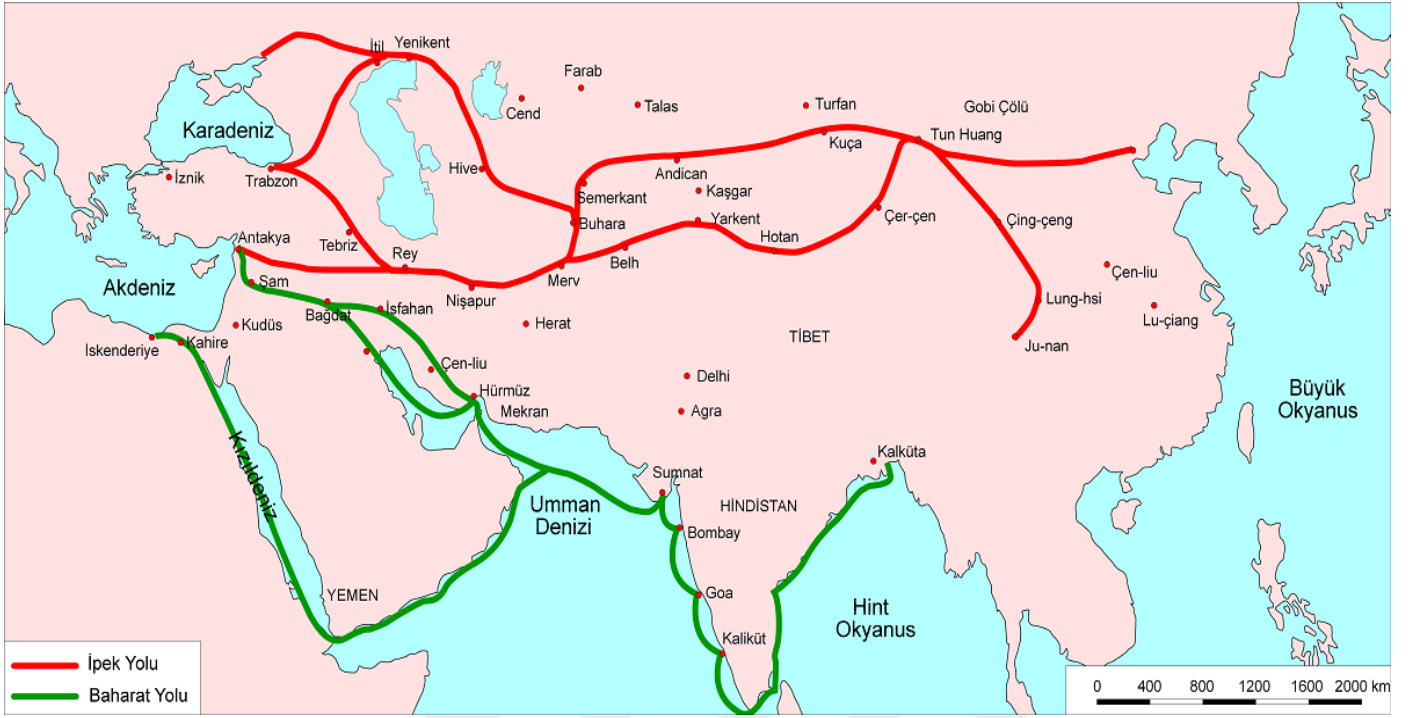 İtil
Yenikent
Farab
Cend
Talas
Turfan
Gobi Çölü
Karadeniz
Tun Huang
Kuça
İznik
Trabzon
Hive
Andican
Semerkant
Kaşgar
Buhara
Yarkent
Çer-çen
Çing-çeng
Antakya
Tebriz
Rey
Hotan
Belh
Merv
Çen-liu
Akdeniz
Şam
Nişapur
Lung-hsi
Bağdat
İsfahan
Lu-çiang
Kudüs
Herat
TİBET
İskenderiye
Kahire
Ju-nan
Çen-liu
Delhi
Hürmüz
Mekran
Agra
Büyük
Okyanus
Kızıldeniz
Kalküta
Sumnat
Umman
Denizi
HİNDİSTAN
Bombay
YEMEN
Goa
Hint
Okyanus
Kaliküt
İpek Yolu
Baharat Yolu
0 400 800 1200 1600 2000 km